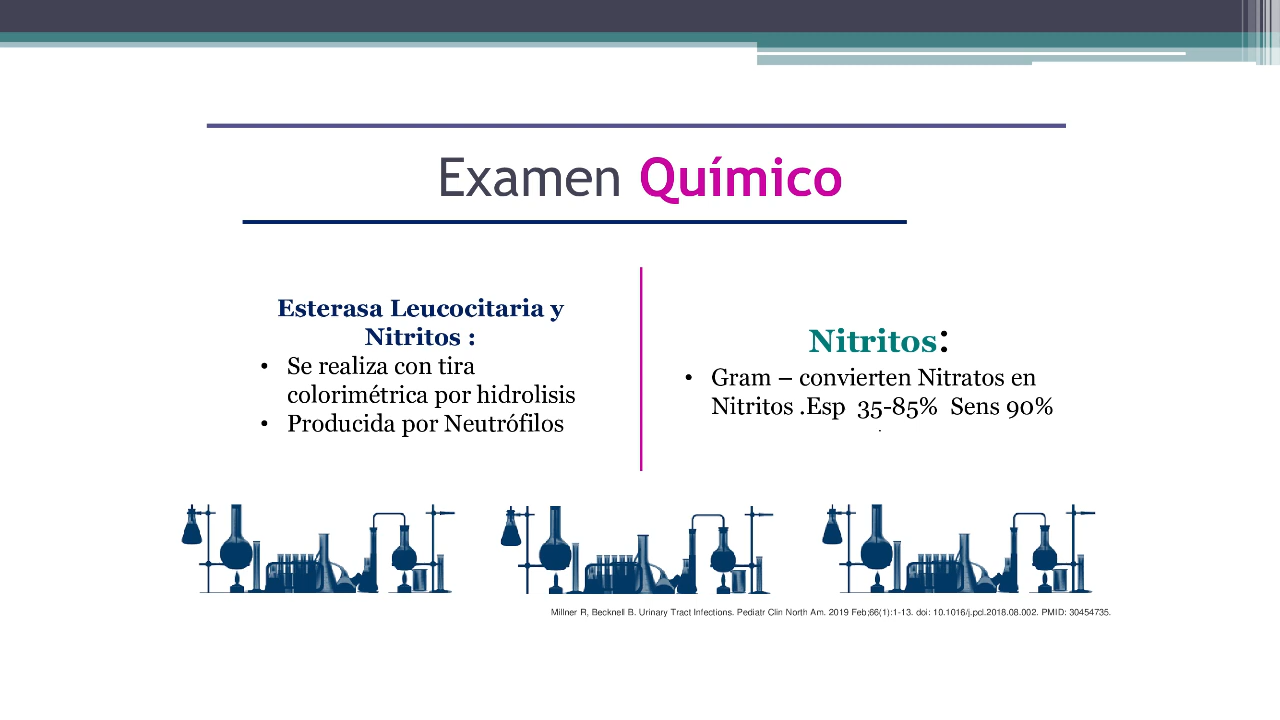 Examen Químico
Esterasa Leucocitaria y
Nitritos :
• Se realiza con tira
colorimétrica por hidrolisis
• Producida por Neutrófilos
Nitritos:
• Gram – convierten Nitratos en
Nitritos .Esp 35-85% Sens 90%
.
Millner R, Becknell B. Urinary Tract Infections. Pediatr Clin North Am. 2019 Feb;66(1):1-13. doi: 10.1016/j.pcl.2018.08.002. PMID: 30454735.